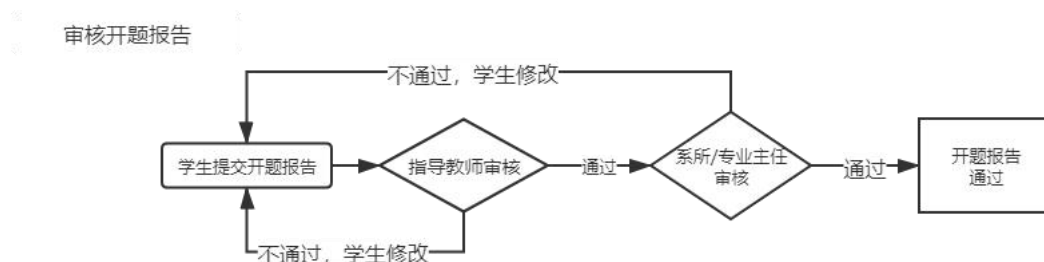 审核开题报告
不通过，学生修改
学生提交开题报告
指导教师审核
通过
系所/专业主任
审核
通过
开题报告
通过
不通过，学生修改